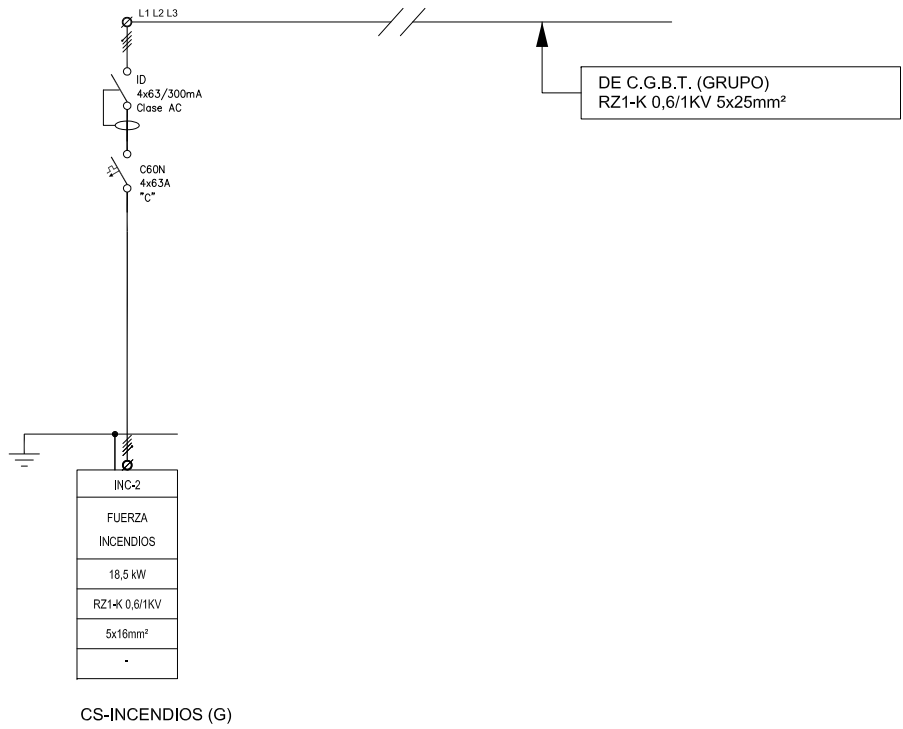 L1 L2 L3
DE C.G.B.T. (GRUPO)
RZ1-K 0,6/1KV 5x25mm²
ID
4x63/300mA
Clase AC
C60N
4x63A
"C"
INC-2
FUERZA
INCENDIOS
18,5 kW
RZ1-K 0,6/1KV
5x16mm²
-
CS-INCENDIOS (G)